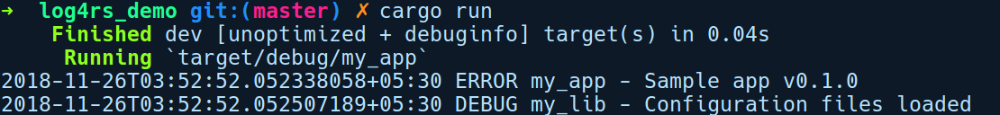 ➜ log4rs_demo git:(master) ✗ cargo run
Finished dev [unoptimized + debuginfo] target(s) in 0.04s
Running `target/debug/my_app`
2018-11-26T03:52:52.052338058+05:30 ERROR my_app - Sample app v0.1.0
2018-11-26T03:52:52.052507189+05:30 DEBUG my_lib - Configuration files loaded